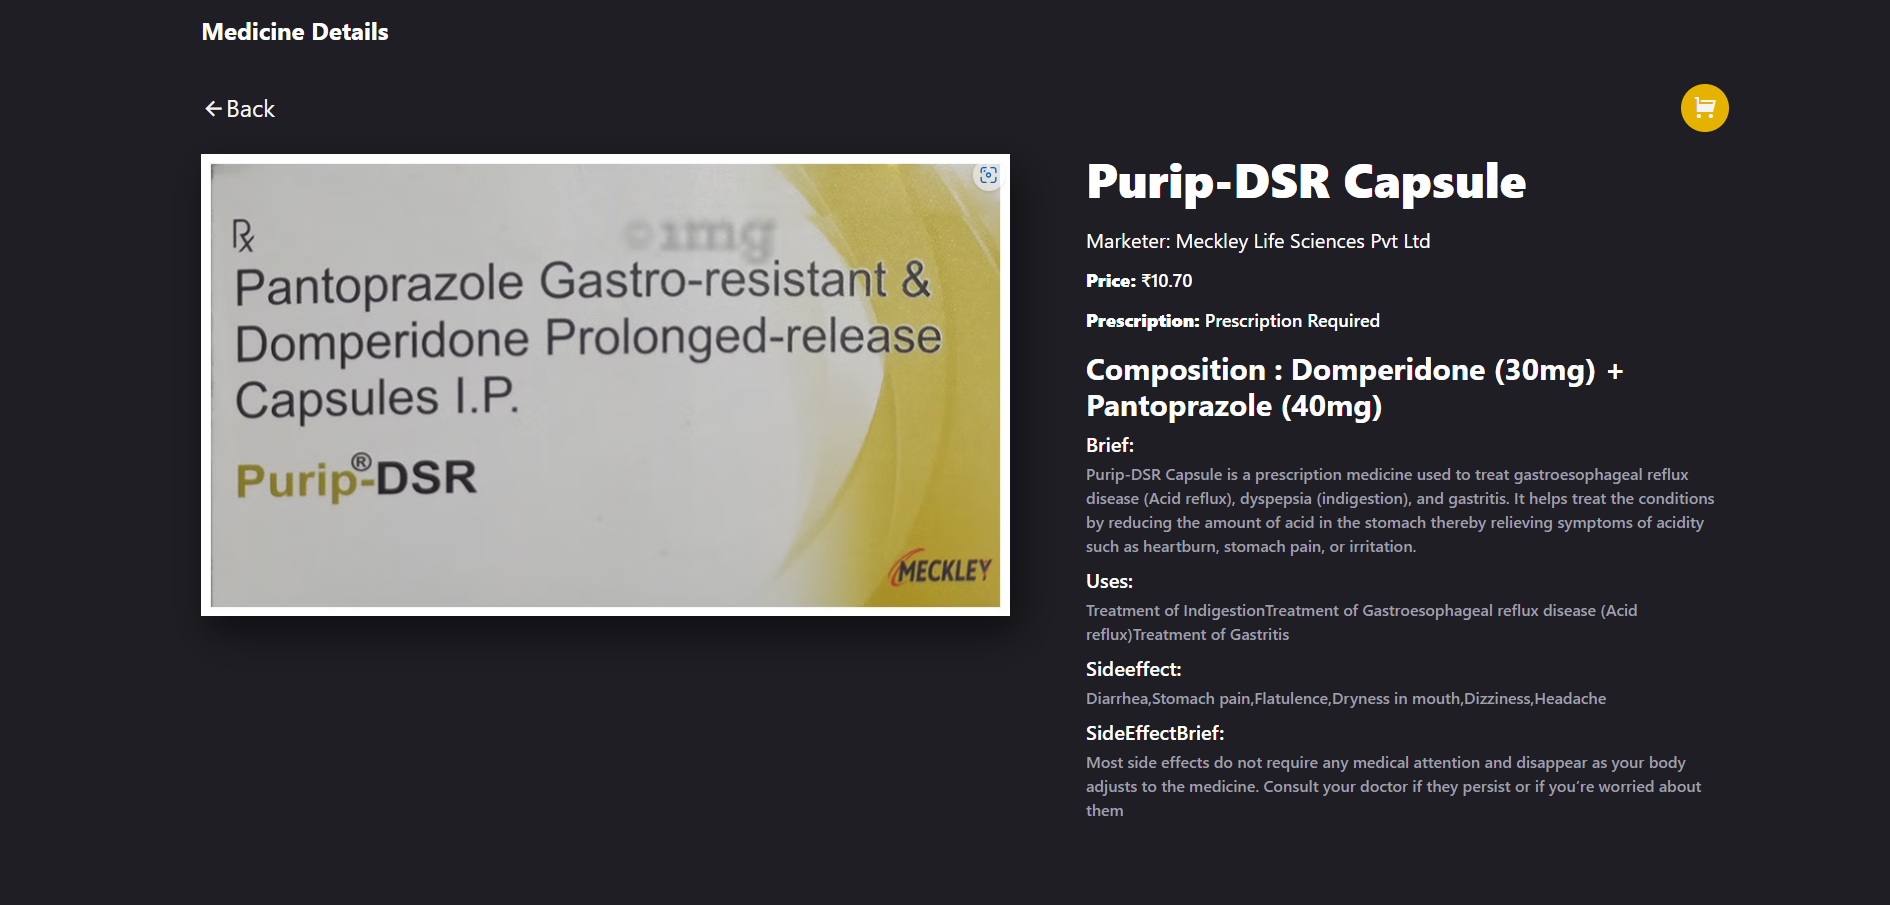 Medicine Details
Back
Rx
1mg
Pantoprazole Gastro-resistant &
Domperidone Prolonged-release
Capsules I.P.
Purip®-DSR
MECKLEY
Purip-DSR Capsule
Marketer: Meckley Life Sciences Pvt Ltd
Price: ₹10.70
Prescription: Prescription Required
Composition : Domperidone (30mg) +
Pantoprazole (40mg)
Brief:
Purip-DSR Capsule is a prescription medicine used to treat gastroesophageal reflux
disease (Acid reflux), dyspepsia (indigestion), and gastritis. It helps treat the conditions
by reducing the amount of acid in the stomach thereby relieving symptoms of acidity
such as heartburn, stomach pain, or irritation.
Uses:
Treatment of IndigestionTreatment of Gastroesophageal reflux disease (Acid
reflux)Treatment of Gastritis
Sideeffect:
Diarrhea,Stomach pain,Flatulence,Dryness in mouth,Dizziness,Headache
SideEffectBrief:
Most side effects do not require any medical attention and disappear as your body
adjusts to the medicine. Consult your doctor if they persist or if you’re worried about
them